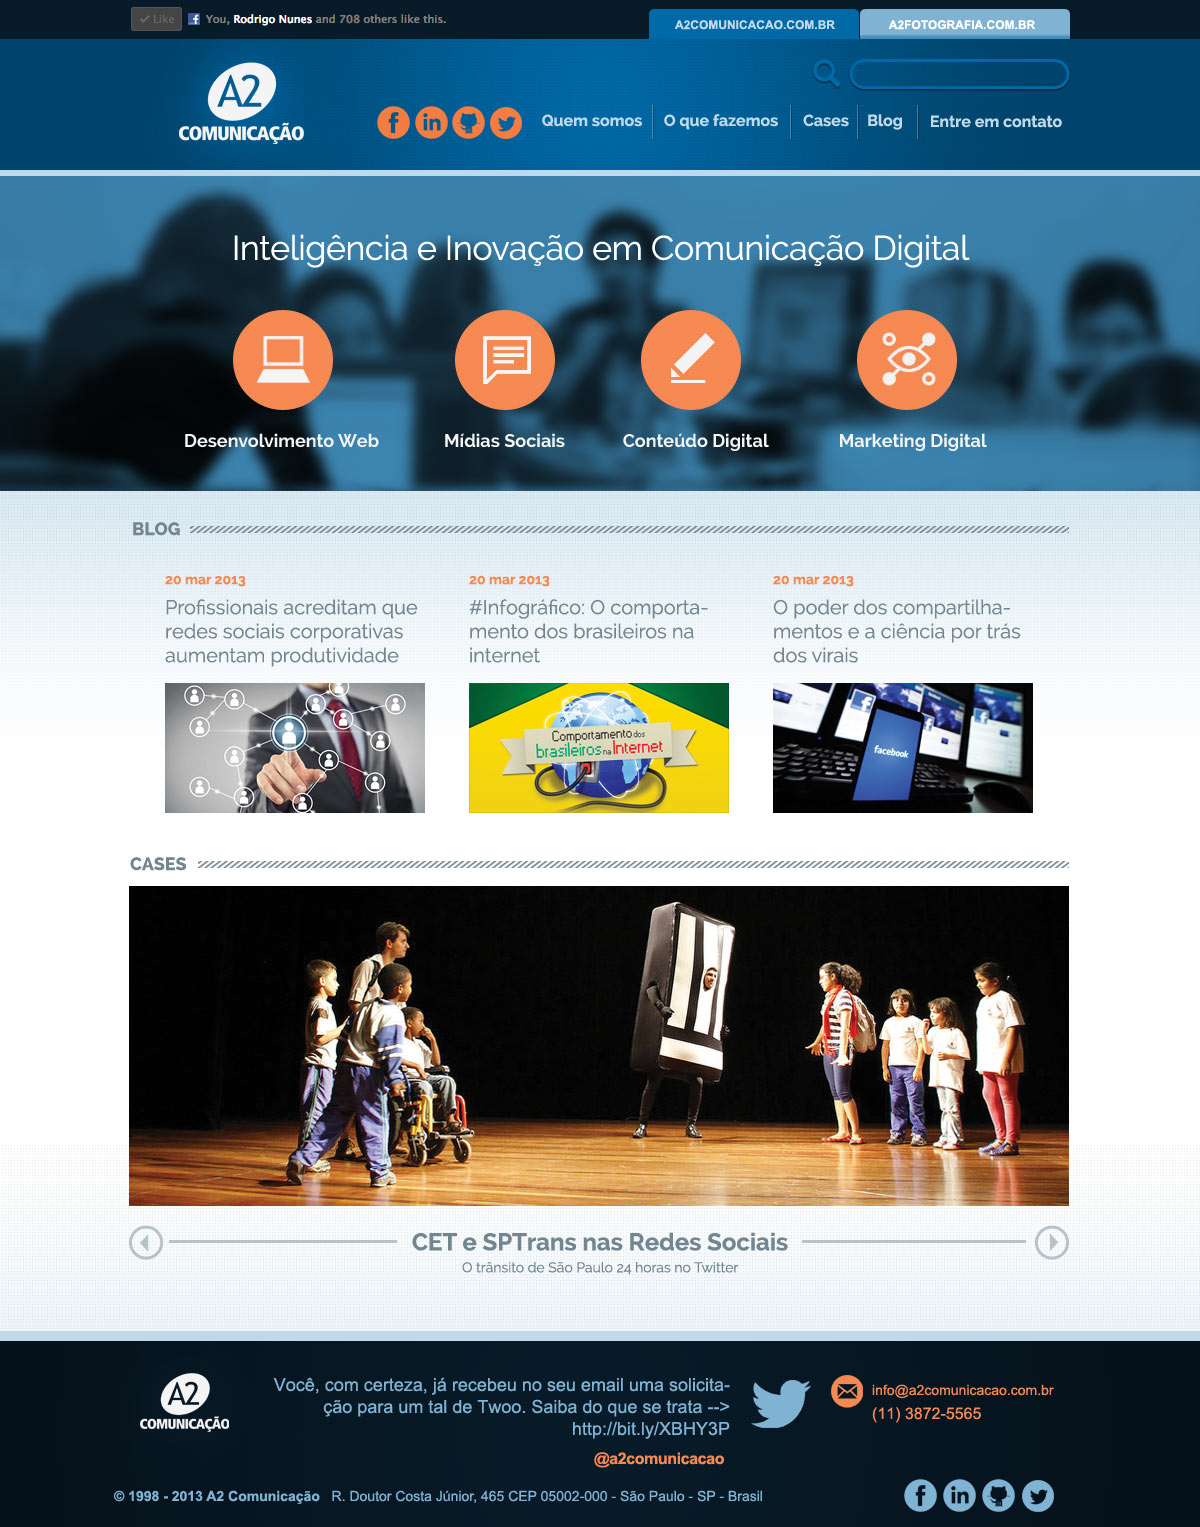 Like
You, Rodrigo Nunes and 708 others like this.
A2COMUNICACAO.COM.BR
A2FOTOGRAFIA.COM.BR
A2
COMUNICAÇÃO
Quem somos
O que fazemos
Cases
Blog
Entre em contato
Inteligência e Inovação em Comunicação Digital
Desenvolvimento Web
Mídias Sociais
Conteúdo Digital
Marketing Digital
BLOG
20 mar 2013
Profissionais acreditam que
redes sociais corporativas
aumentam produtividade
20 mar 2013
#Infográfico: O comporta-
mento dos brasileiros na
internet
Comportamento dos
brasileiros na Internet
20 mar 2013
O poder dos compartilha-
mentos e a ciência por trás
dos virais
facebook
CASES
CET e SPTrans nas Redes Sociais
O trânsito de São Paulo 24 horas no Twitter
A2
COMUNICAÇÃO
Você, com certeza, já recebeu no seu email uma solicita-
ção para um tal de Twoo. Saiba do que se trata -->
http://bit.ly/XBHY3P
@a2comunicacao
info@a2comunicacao.com.br
(11) 3872-5565
© 1998 - 2013 A2 Comunicação R. Doutor Costa Júnior, 465 CEP 05002-000 - São Paulo - SP - Brasil